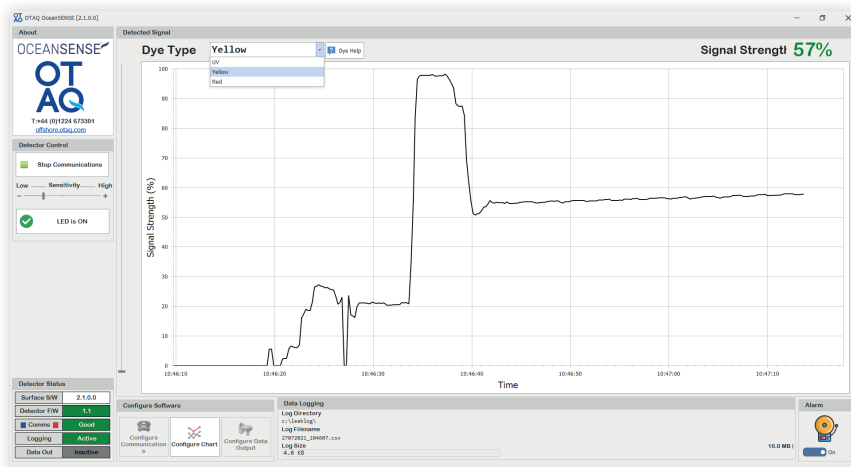 OTAQ OceanSENSE [2.1.0.0]
About
OCEANSENSE
OT
AQ
T:+44 (0)1224 673301
offshore.otaq.com
Detector Control
Stop Communications
Low Sensitivity High
- +
LED is ON
Detector Status
Surface S/W 2.1.0.0
Detector F/W 1.1
Comms Good
Logging Active
Data Out Inactive
Detected Signal
Dye Type Yellow Dye Help
UV
Yellow
Red
Signal Strengtl 57%
100
90
80
70
60
50
40
30
20
10
0
Signal Strength (%)
10:46:10 10:46:20 10:46:30 10:46:40 10:46:50 10:47:00 10:47:10
Time
Configure Software
Configure
Communication
s
Configure Chart
Configure Data
Output
Data Logging
Log Directory
c:\leaklog\
Log Filename
27072021_104607.csv
Log Size
4.0 KB
10.0 MB
Alarm
On